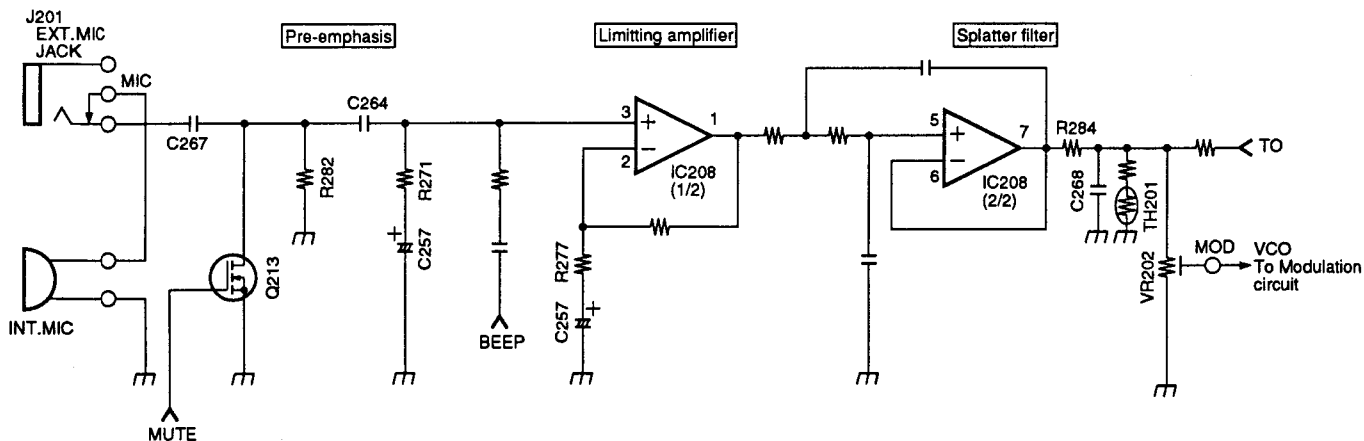 J201
EXT.MIC
JACK
MIC
Pre-emphasis
Limitting amplifier
Splatter filter
C267
C264
R282
R271
C257
+
Q213
INT.MIC
MUTE
BEEP
3
+
2
−
1
IC208
(1/2)
R277
C257
+
5
+
6
−
7
IC208
(2/2)
R284
C268
TH201
TO
VR202
MOD
VCO
To Modulation
circuit